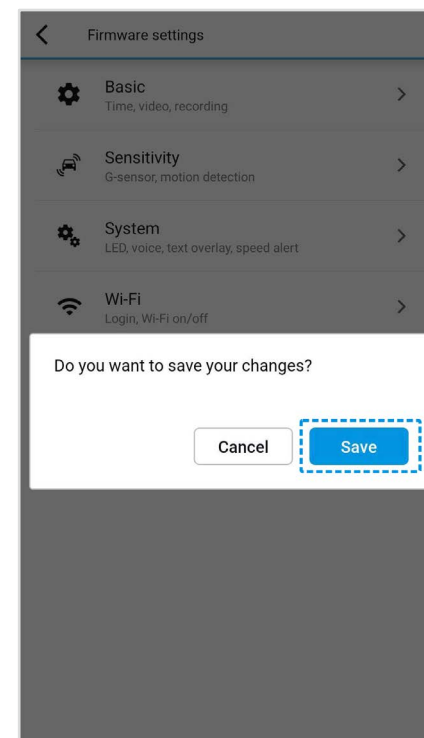 Firmware settings
Basic
Time, video, recording
Sensitivity
G-sensor, motion detection
System
LED, voice, text overlay, speed alert
Wi-Fi
Login, Wi-Fi on/off
Do you want to save your changes?
Cancel
Save